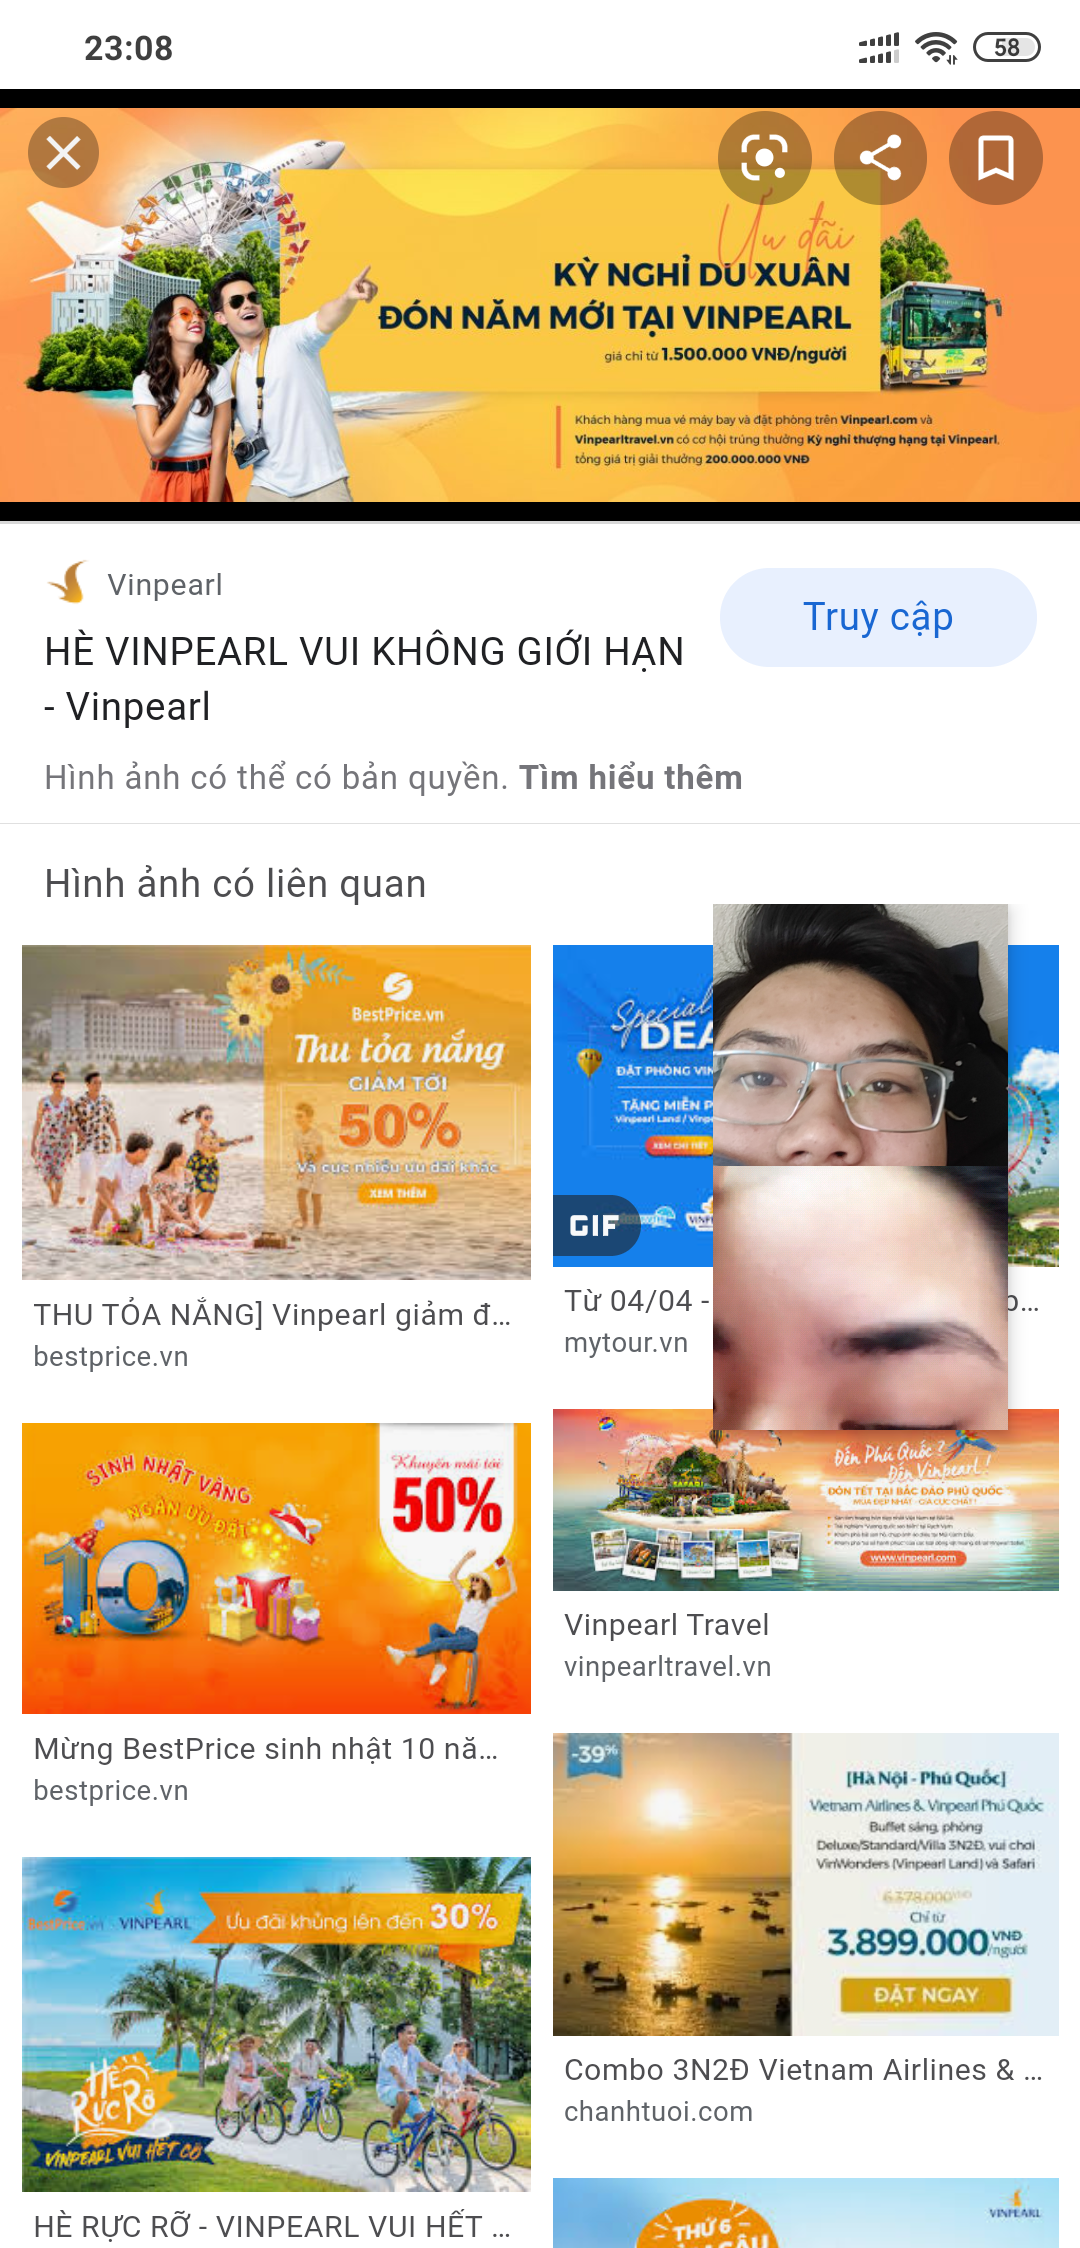 23:08
58
Ưu đãi
KỲ NGHỈ DU XUÂN
ĐÓN NĂM MỚI TẠI VINPEARL
giá chỉ từ 1.500.000 VNĐ/người
Khách hàng mua vé máy bay và đặt phòng trên Vinpearl.com và
Vinpearltravel.vn có cơ hội trúng thưởng Kỳ nghỉ thượng hạng tại Vinpearl,
tổng giá trị giải thưởng 200.000.000 VNĐ
Vinpearl
Truy cập
HÈ VINPEARL VUI KHÔNG GIỚI HẠN
- Vinpearl
Hình ảnh có thể có bản quyền. Tìm hiểu thêm
Hình ảnh có liên quan
BestPrice.vn
Thu tỏa nắng
GIẢM TỚI
50%
Và cực nhiều ưu đãi khác
XEM THÊM
THU TỎA NẮNG] Vinpearl giảm đ...
bestprice.vn
Special
ĐẶT PHÒNG
TẶNG MIỄN
Vinpearl Land
XEM CHI TIẾT
GIF
Từ 04/04 -
mytour.vn
SINH NHẬT VÀNG
NGÀN ƯU ĐÃI
10
Khuyến mãi tới
50%
Mừng BestPrice sinh nhật 10 nă...
bestprice.vn
Đến Phú Quốc ?
Đến Vinpearl !
ĐÓN TẾT TẠI BẮC ĐẢO PHÚ QUỐC
MÙA ĐẸP NHẤT - GIÁ CỰC CHẤT !
SAFARI
www.vinpearl.com
Vinpearl Travel
vinpearltravel.vn
BestPrice.vn
VINPEARL
Ưu đãi khủng lên đến 30%
HÈ
RỰC RỠ
VINPEARL VUI HẾT CỠ
HÈ RỰC RỠ - VINPEARL VUI HẾT ...
-39%
[Hà Nội - Phú Quốc]
Vietnam Airlines & Vinpearl Phú Quốc
Buffet sáng, phòng
Deluxe/Standard/Villa 3N2Đ, vui chơi
VinWonders (Vinpearl Land) và Safari
6.378.000 VNĐ
Chỉ từ
3.899.000 VNĐ/người
ĐẶT NGAY
Combo 3N2Đ Vietnam Airlines & ...
chanhtuoi.com
THỨ 6
VINPEARL